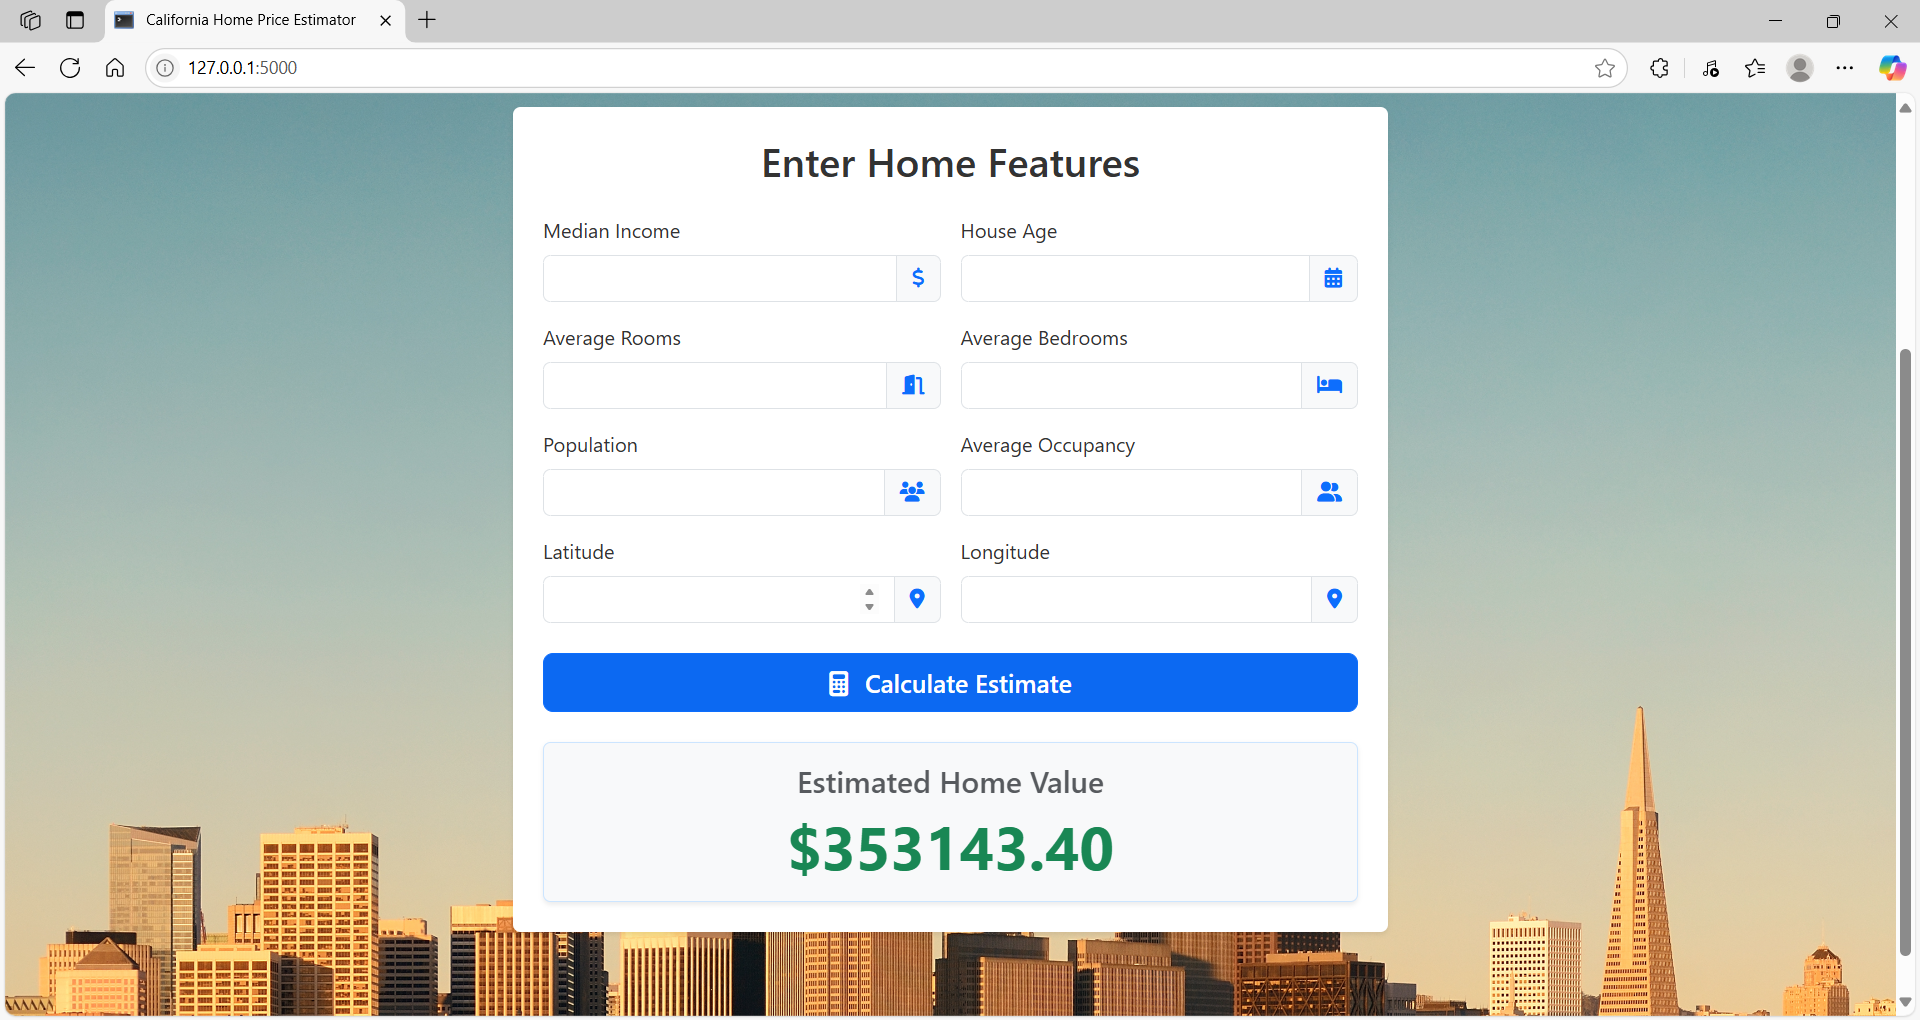 California Home Price Estimator
127.0.0.1:5000
Enter Home Features
Median Income
House Age
Average Rooms
Average Bedrooms
Population
Average Occupancy
Latitude
Longitude
Calculate Estimate
Estimated Home Value
$353143.40